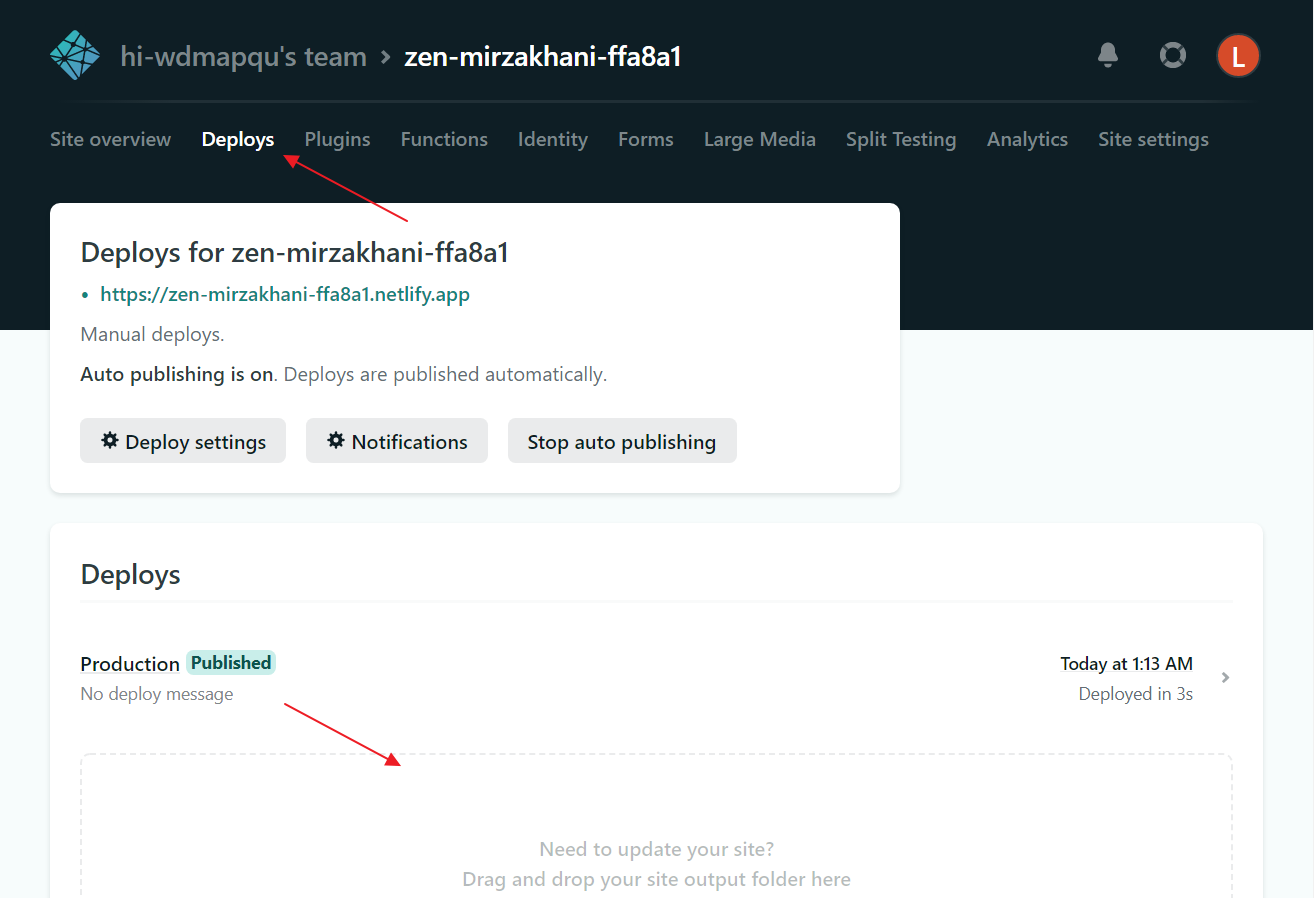 hi-wdmapqu's team > zen-mirzakhani-ffa8a1
L
Site overview Deploys Plugins Functions Identity Forms Large Media Split Testing Analytics Site settings
Deploys for zen-mirzakhani-ffa8a1
• https://zen-mirzakhani-ffa8a1.netlify.app
Manual deploys.
Auto publishing is on. Deploys are published automatically.
Deploy settings Notifications Stop auto publishing
Deploys
Production Published Today at 1:13 AM
No deploy message Deployed in 3s
Need to update your site?
Drag and drop your site output folder here